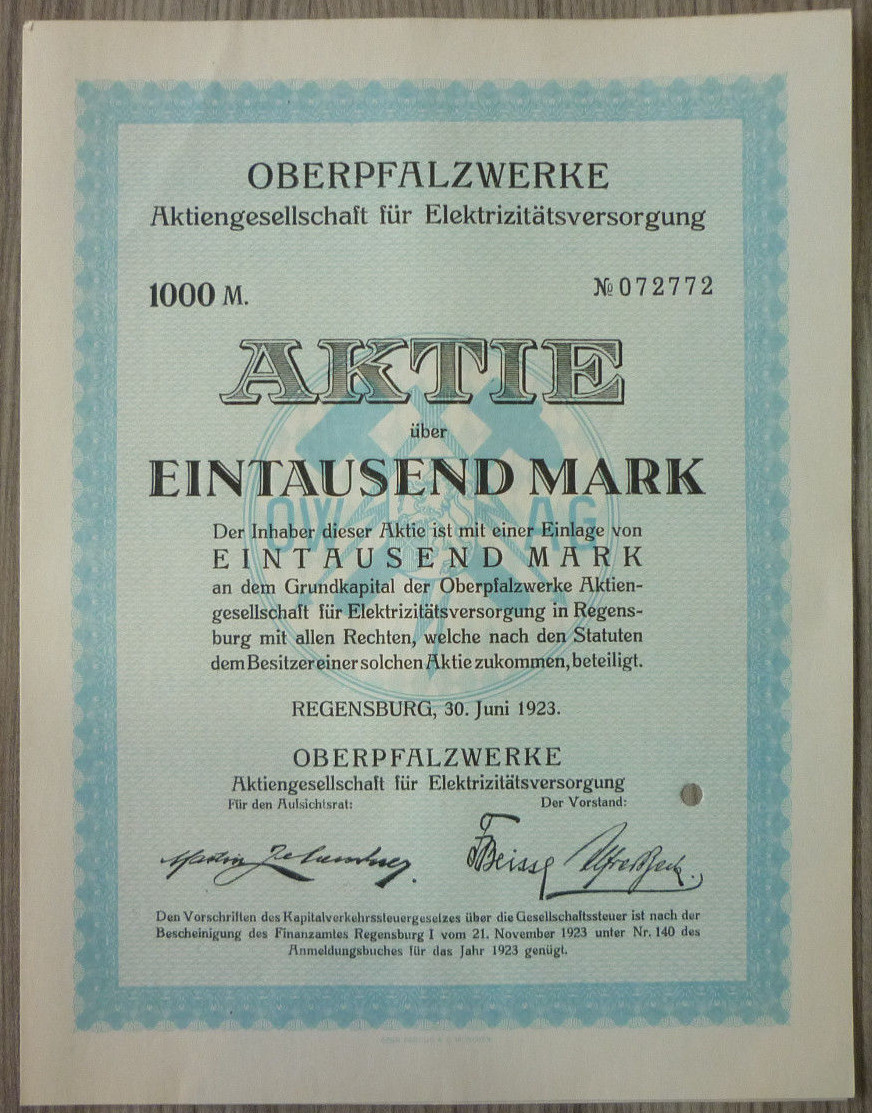 OBERPFALZWERKE
Aktiengesellschaft für Elektrizitätsversorgung
1000 M.
№ 072772
AKTIE
über
EINTAUSEND MARK
OW AG
Der Inhaber dieser Aktie ist mit einer Einlage von
EINTAUSEND MARK
an dem Grundkapital der Oberpfalzwerke Aktien-
gesellschaft für Elektrizitätsversorgung in Regens-
burg mit allen Rechten, welche nach den Statuten
dem Besitzer einer solchen Aktie zukommen, beteiligt.
REGENSBURG, 30. Juni 1923.
OBERPFALZWERKE
Aktiengesellschaft für Elektrizitätsversorgung
Für den Aufsichtsrat:
Der Vorstand:
Martin
Den Vorschriften des Kapitalverkehrssteuergesetzes über die Gesellschaftssteuer ist nach der
Bescheinigung des Finanzamtes Regensburg I vom 21. November 1923 unter Nr. 140 des
Anmeldungsbuches für das Jahr 1923 genügt.